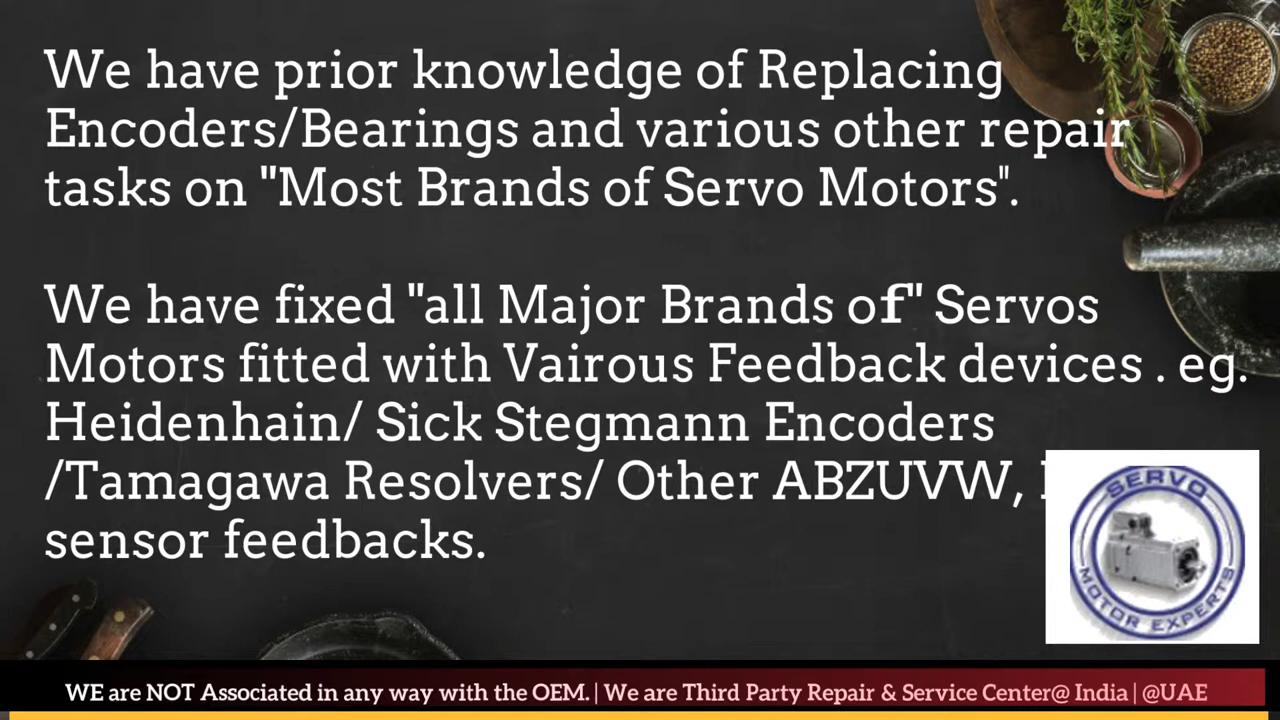 We have prior knowledge of Replacing
Encoders/Bearings and various other repair
tasks on "Most Brands of Servo Motors".
We have fixed "all Major Brands of" Servos
Motors fitted with Vairous Feedback devices . eg.
Heidenhain/ Sick Stegmann Encoders
/Tamagawa Resolvers/ Other ABZUVW,
sensor feedbacks.
SERVO
MOTOR EXPERTS
WE are NOT Associated in any way with the OEM. | We are Third Party Repair & Service Center@ India | @UAE